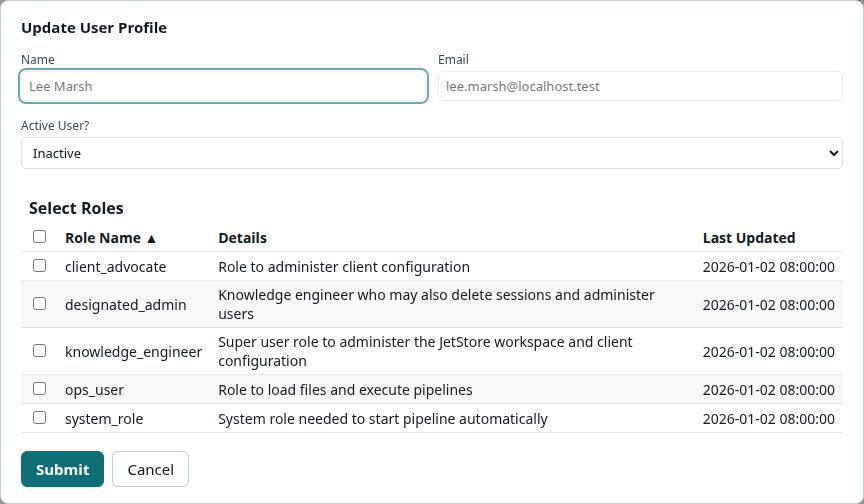 Update User Profile
Name Email
Lee Marsh lee.marsh@localhost.test
Active User?
Inactive
Select Roles
Role Name ▲ Details Last Updated
client_advocate Role to administer client configuration 2026-01-02 08:00:00
designated_admin Knowledge engineer who may also delete sessions and administer users 2026-01-02 08:00:00
knowledge_engineer Super user role to administer the JetStore workspace and client configuration 2026-01-02 08:00:00
ops_user Role to load files and execute pipelines 2026-01-02 08:00:00
system_role System role needed to start pipeline automatically 2026-01-02 08:00:00
Submit Cancel